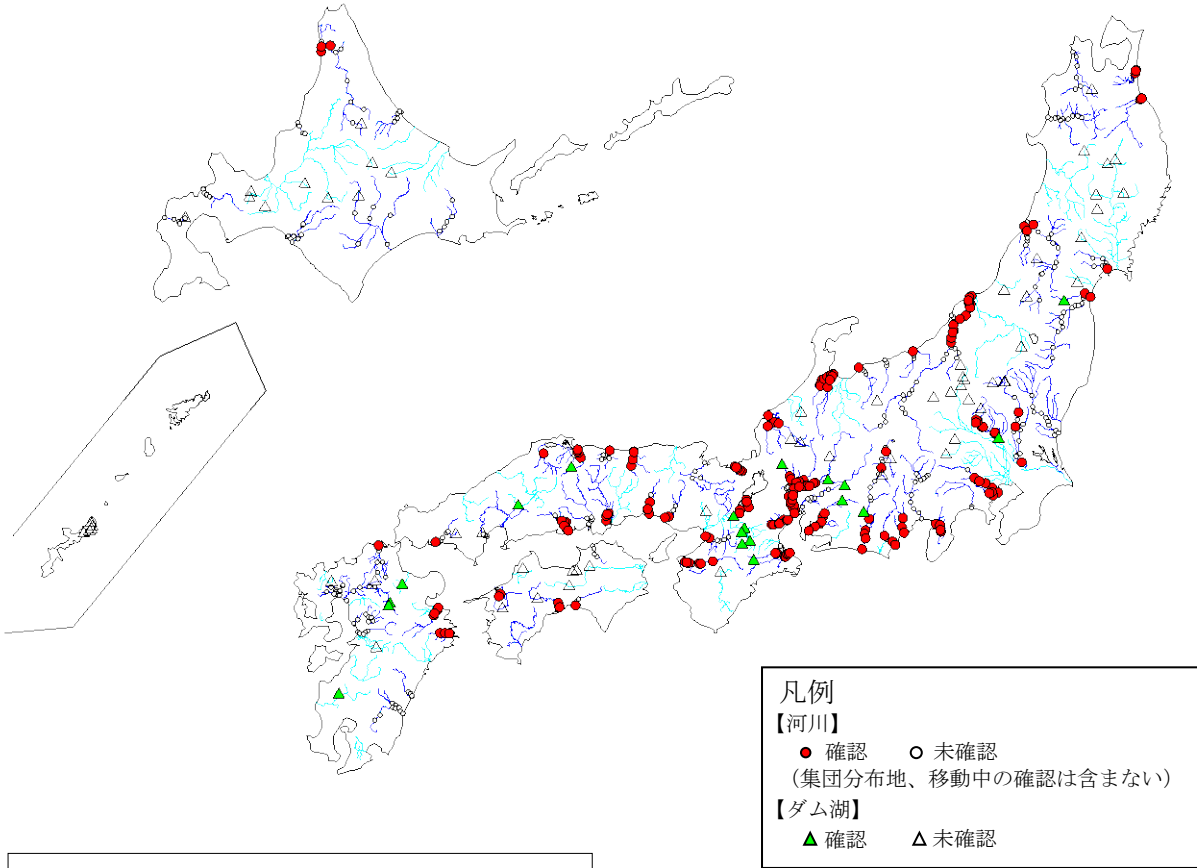 凡例
【河川】
確認 未確認
（集団分布地、移動中の確認は含まない）
【ダム湖】
確認 未確認